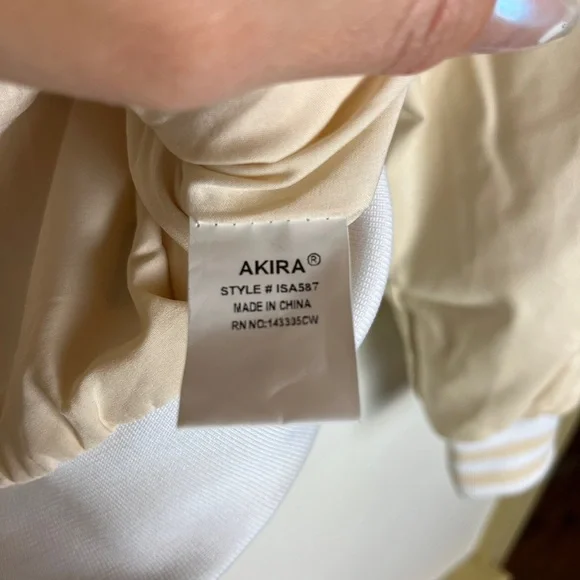 AKIRA®
STYLE # ISA587
MADE IN CHINA
RN NO:143335CW